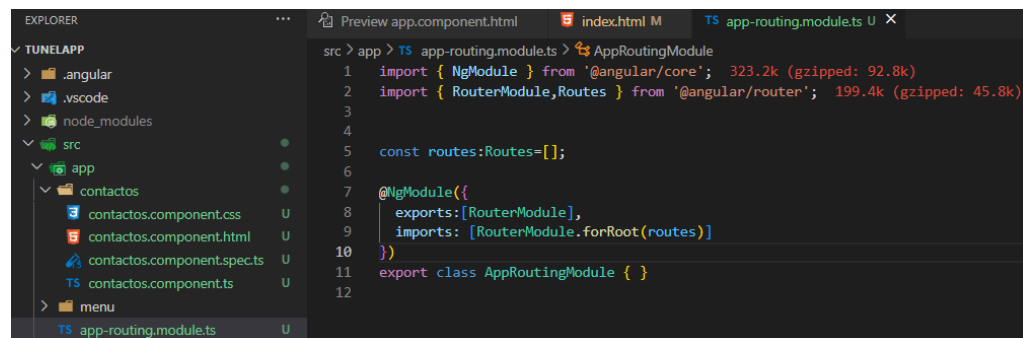 EXPLORER ...
TUNELAPP
.angular
.vscode
node_modules
src
app
contactos
contactos.component.css U
contactos.component.html U
contactos.component.spec.ts U
TS contactos.component.ts U
menu
TS app-routing.module.ts U
Preview app.component.html index.html M TS app-routing.module.ts U
src > app > TS app-routing.module.ts > AppRoutingModule
1 import { NgModule } from '@angular/core'; 323.2k (gzipped: 92.8k)
2 import { RouterModule,Routes } from '@angular/router'; 199.4k (gzipped: 45.8k)
3
4
5 const routes:Routes=[];
6
7 @NgModule({
8 exports:[RouterModule],
9 imports: [RouterModule.forRoot(routes)]
10 })
11 export class AppRoutingModule { }
12